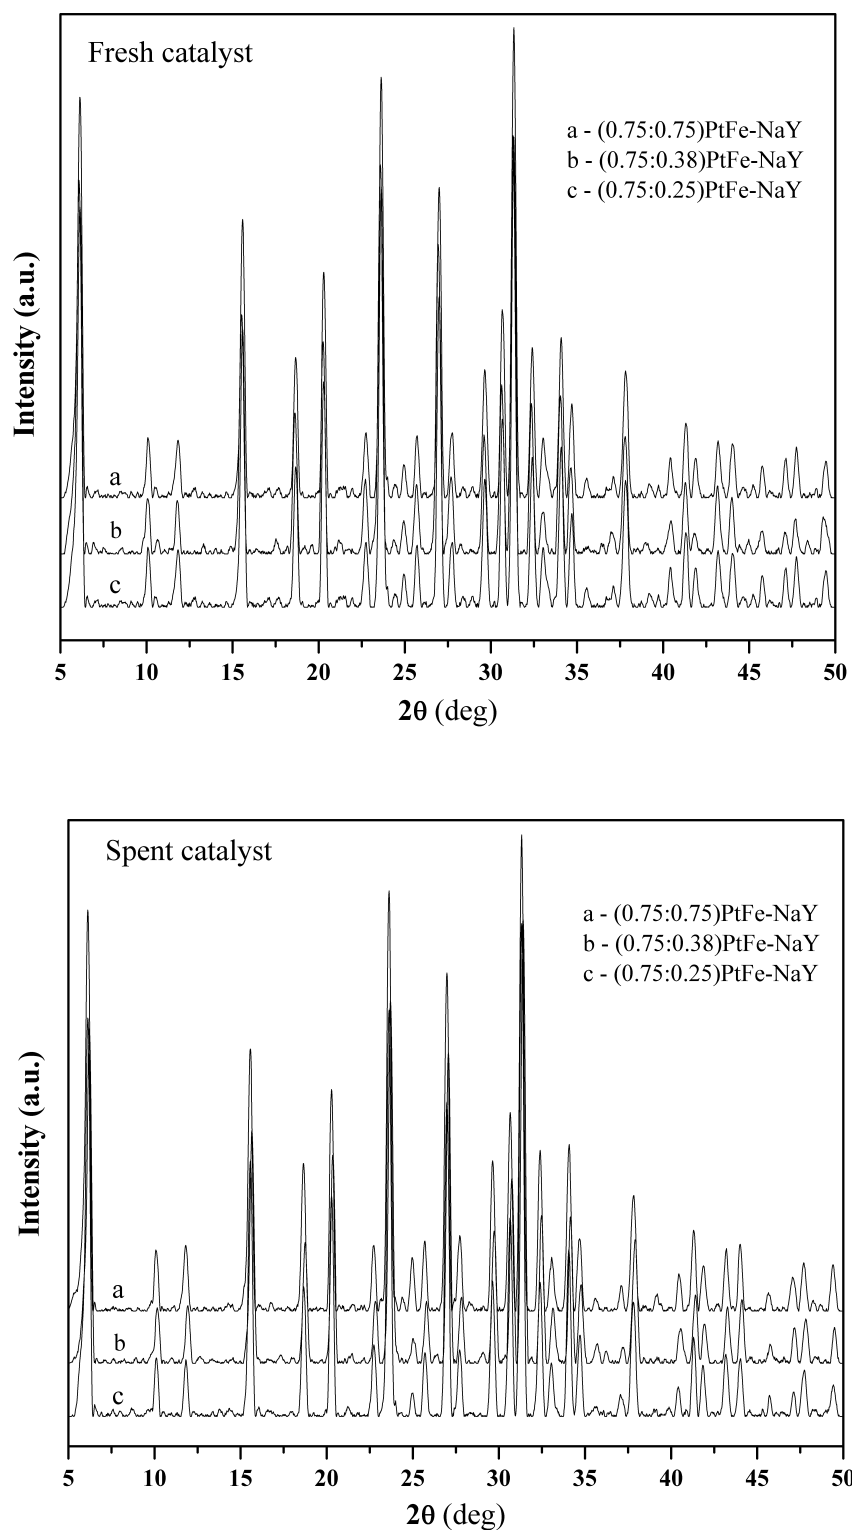 Fresh catalyst
a - (0.75:0.75)PtFe-NaY
b - (0.75:0.38)PtFe-NaY
c - (0.75:0.25)PtFe-NaY
Intensity (a.u.)
a
b
c
5 10 15 20 25 30 35 40 45 50
2θ (deg)
Spent catalyst
a - (0.75:0.75)PtFe-NaY
b - (0.75:0.38)PtFe-NaY
c - (0.75:0.25)PtFe-NaY
Intensity (a.u.)
a
b
c
5 10 15 20 25 30 35 40 45 50
2θ (deg)